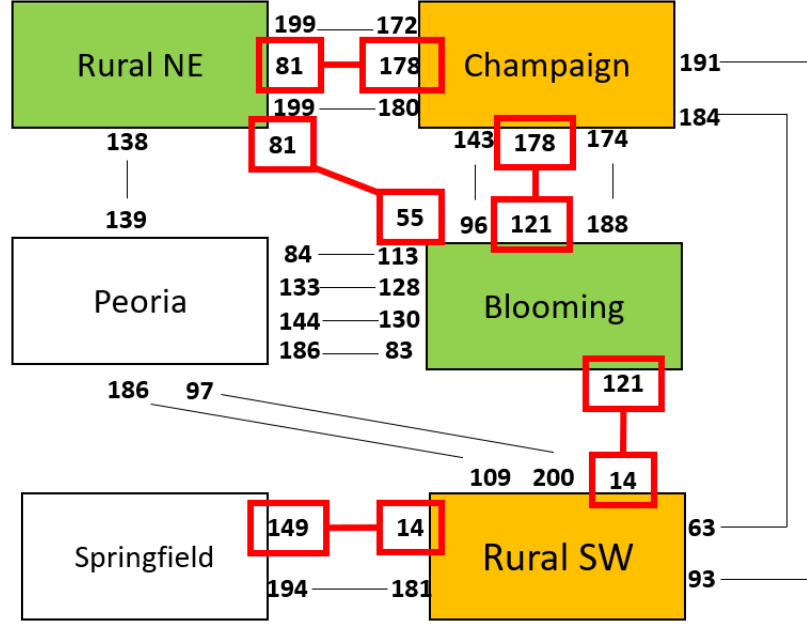 199 172
Rural NE 81 178 Champaign 191
199 180 184
138 81 143 178 174
139 55 96 121 188
84 113
Peoria 133 128 Blooming
144 130
186 83
186 97 121
109 200 14
149 14 63
Springfield Rural SW
194 181 93